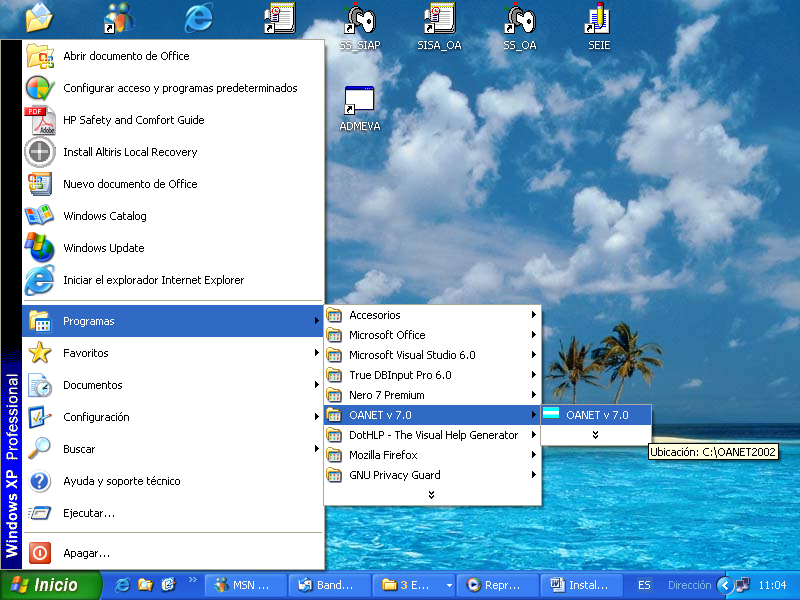 SS_SIAP
SISA_OA
SS_OA
SEIE
ADMEVA
Abrir documento de Office
Configurar acceso y programas predeterminados
PDF
Adobe
HP Safety and Comfort Guide
Install Altiris Local Recovery
Nuevo documento de Office
Windows Catalog
Windows Update
Iniciar el explorador Internet Explorer
Programas
Favoritos
Documentos
Configuración
Buscar
Ayuda y soporte técnico
Ejecutar...
Apagar...
Windows XP Professional
Accesorios
Microsoft Office
Microsoft Visual Studio 6.0
True DBInput Pro 6.0
Nero 7 Premium
OANET v 7.0
DotHLP - The Visual Help Generator
Mozilla Firefox
GNU Privacy Guard
OANET v 7.0
Ubicación: C:\OANET2002
Inicio
MSN ...
Band...
3 E...
Repr...
Instal...
ES
Dirección
11:04